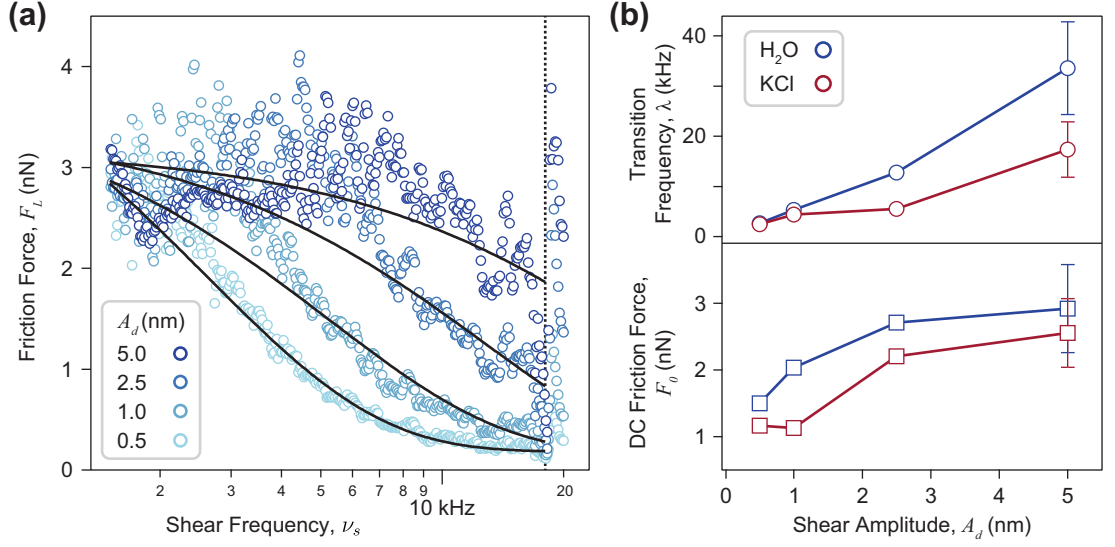 (a)
Friction Force, F_L (nN)
4
3
2
1
0
A_d (nm)
5.0
2.5
1.0
0.5
2 3 4 5 6 7 8 9 20
10 kHz
Shear Frequency, ν_s
(b)
Transition
Frequency, λ (kHz)
40
20
0
H₂O
KCl
DC Friction Force,
F_0 (nN)
3
2
1
0 1 2 3 4 5
Shear Amplitude, A_d (nm)